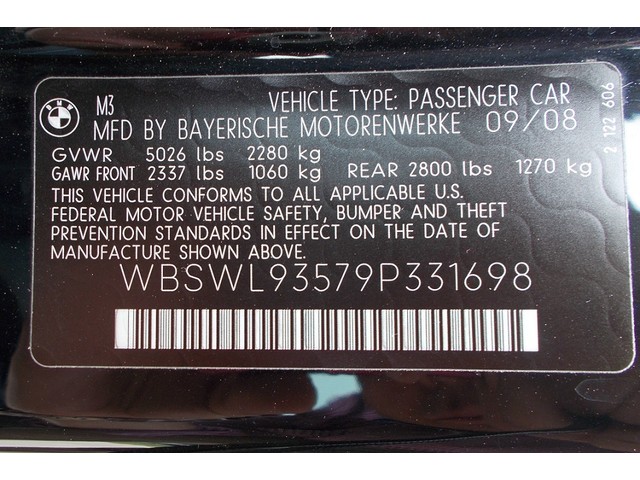 BMW
M3 VEHICLE TYPE: PASSENGER CAR
MFD BY BAYERISCHE MOTORENWERKE 09/08
GVWR 5026 lbs 2280 kg
GAWR FRONT 2337 lbs 1060 kg REAR 2800 lbs 1270 kg
THIS VEHICLE CONFORMS TO ALL APPLICABLE U.S.
FEDERAL MOTOR VEHICLE SAFETY, BUMPER AND THEFT
PREVENTION STANDARDS IN EFFECT ON THE DATE OF
MANUFACTURE SHOWN ABOVE.
WBSWL93579P331698
2 122 606